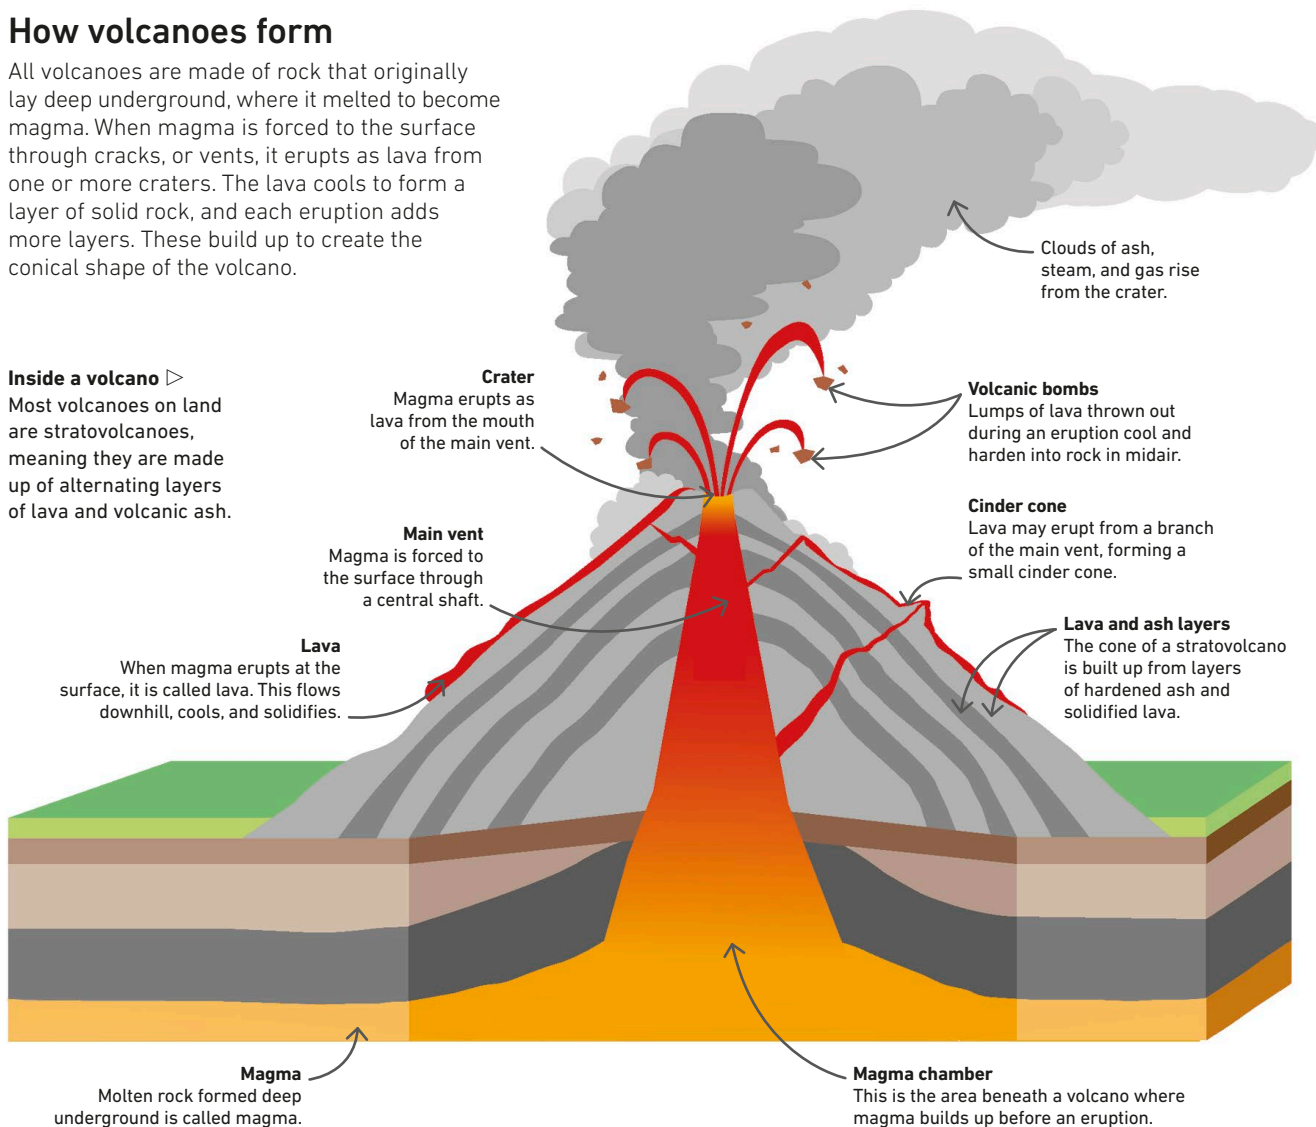 How volcanoes form
All volcanoes are made of rock that originally
lay deep underground, where it melted to become
magma. When magma is forced to the surface
through cracks, or vents, it erupts as lava from
one or more craters. The lava cools to form a
layer of solid rock, and each eruption adds
more layers. These build up to create the
conical shape of the volcano.
Clouds of ash,
steam, and gas rise
from the crater.
Inside a volcano ▷
Most volcanoes on land
are stratovolcanoes,
meaning they are made
up of alternating layers
of lava and volcanic ash.
Crater
Magma erupts as
lava from the mouth
of the main vent.
Volcanic bombs
Lumps of lava thrown out
during an eruption cool and
harden into rock in midair.
Main vent
Magma is forced to
the surface through
a central shaft.
Cinder cone
Lava may erupt from a branch
of the main vent, forming a
small cinder cone.
Lava
When magma erupts at the
surface, it is called lava. This flows
downhill, cools, and solidifies.
Lava and ash layers
The cone of a stratovolcano
is built up from layers
of hardened ash and
solidified lava.
Magma
Molten rock formed deep
underground is called magma.
Magma chamber
This is the area beneath a volcano where
magma builds up before an eruption.